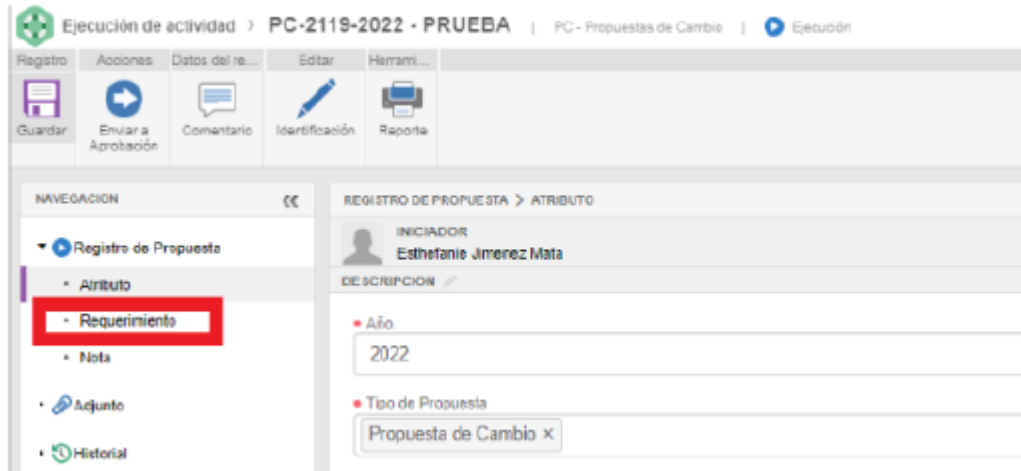 Ejecución de actividad > PC-2119-2022 - PRUEBA | PC - Propuestas de Cambio | Ejecución
Registro Acciones Datos del re... Editar Herrami...
Guardar Enviar a Aprobación Comentario Identificación Reporte
NAVEGACION <<
REGISTRO DE PROPUESTA > ATRIBUTO
Registro de Propuesta
Atributo
Requerimiento
Nota
Adjunto
Historial
INICIADOR
Esthefanie Jimenez Mata
DESCRIPCION
Año.
2022
Tipo de Propuesta
Propuesta de Cambio ×